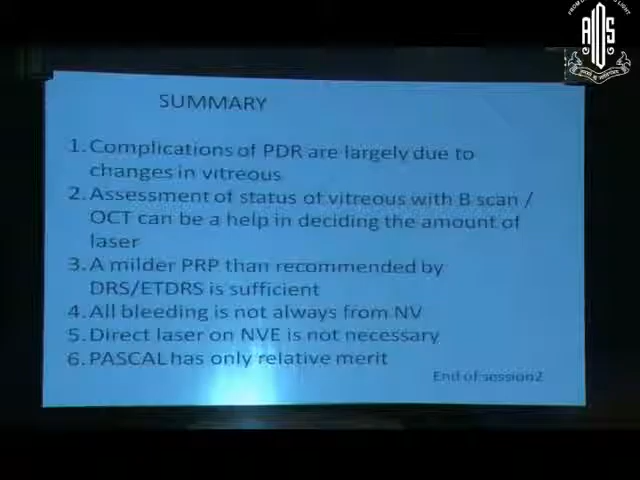 AIOS
SUMMARY
1. Complications of PDR are largely due to
changes in vitreous
2. Assessment of status of vitreous with B scan /
OCT can be a help in deciding the amount of
laser
3. A milder PRP than recommended by
DRS/ETDRS is sufficient
4. All bleeding is not always from NV
5. Direct laser on NVE is not necessary
6. PASCAL has only relative merit
End of session2